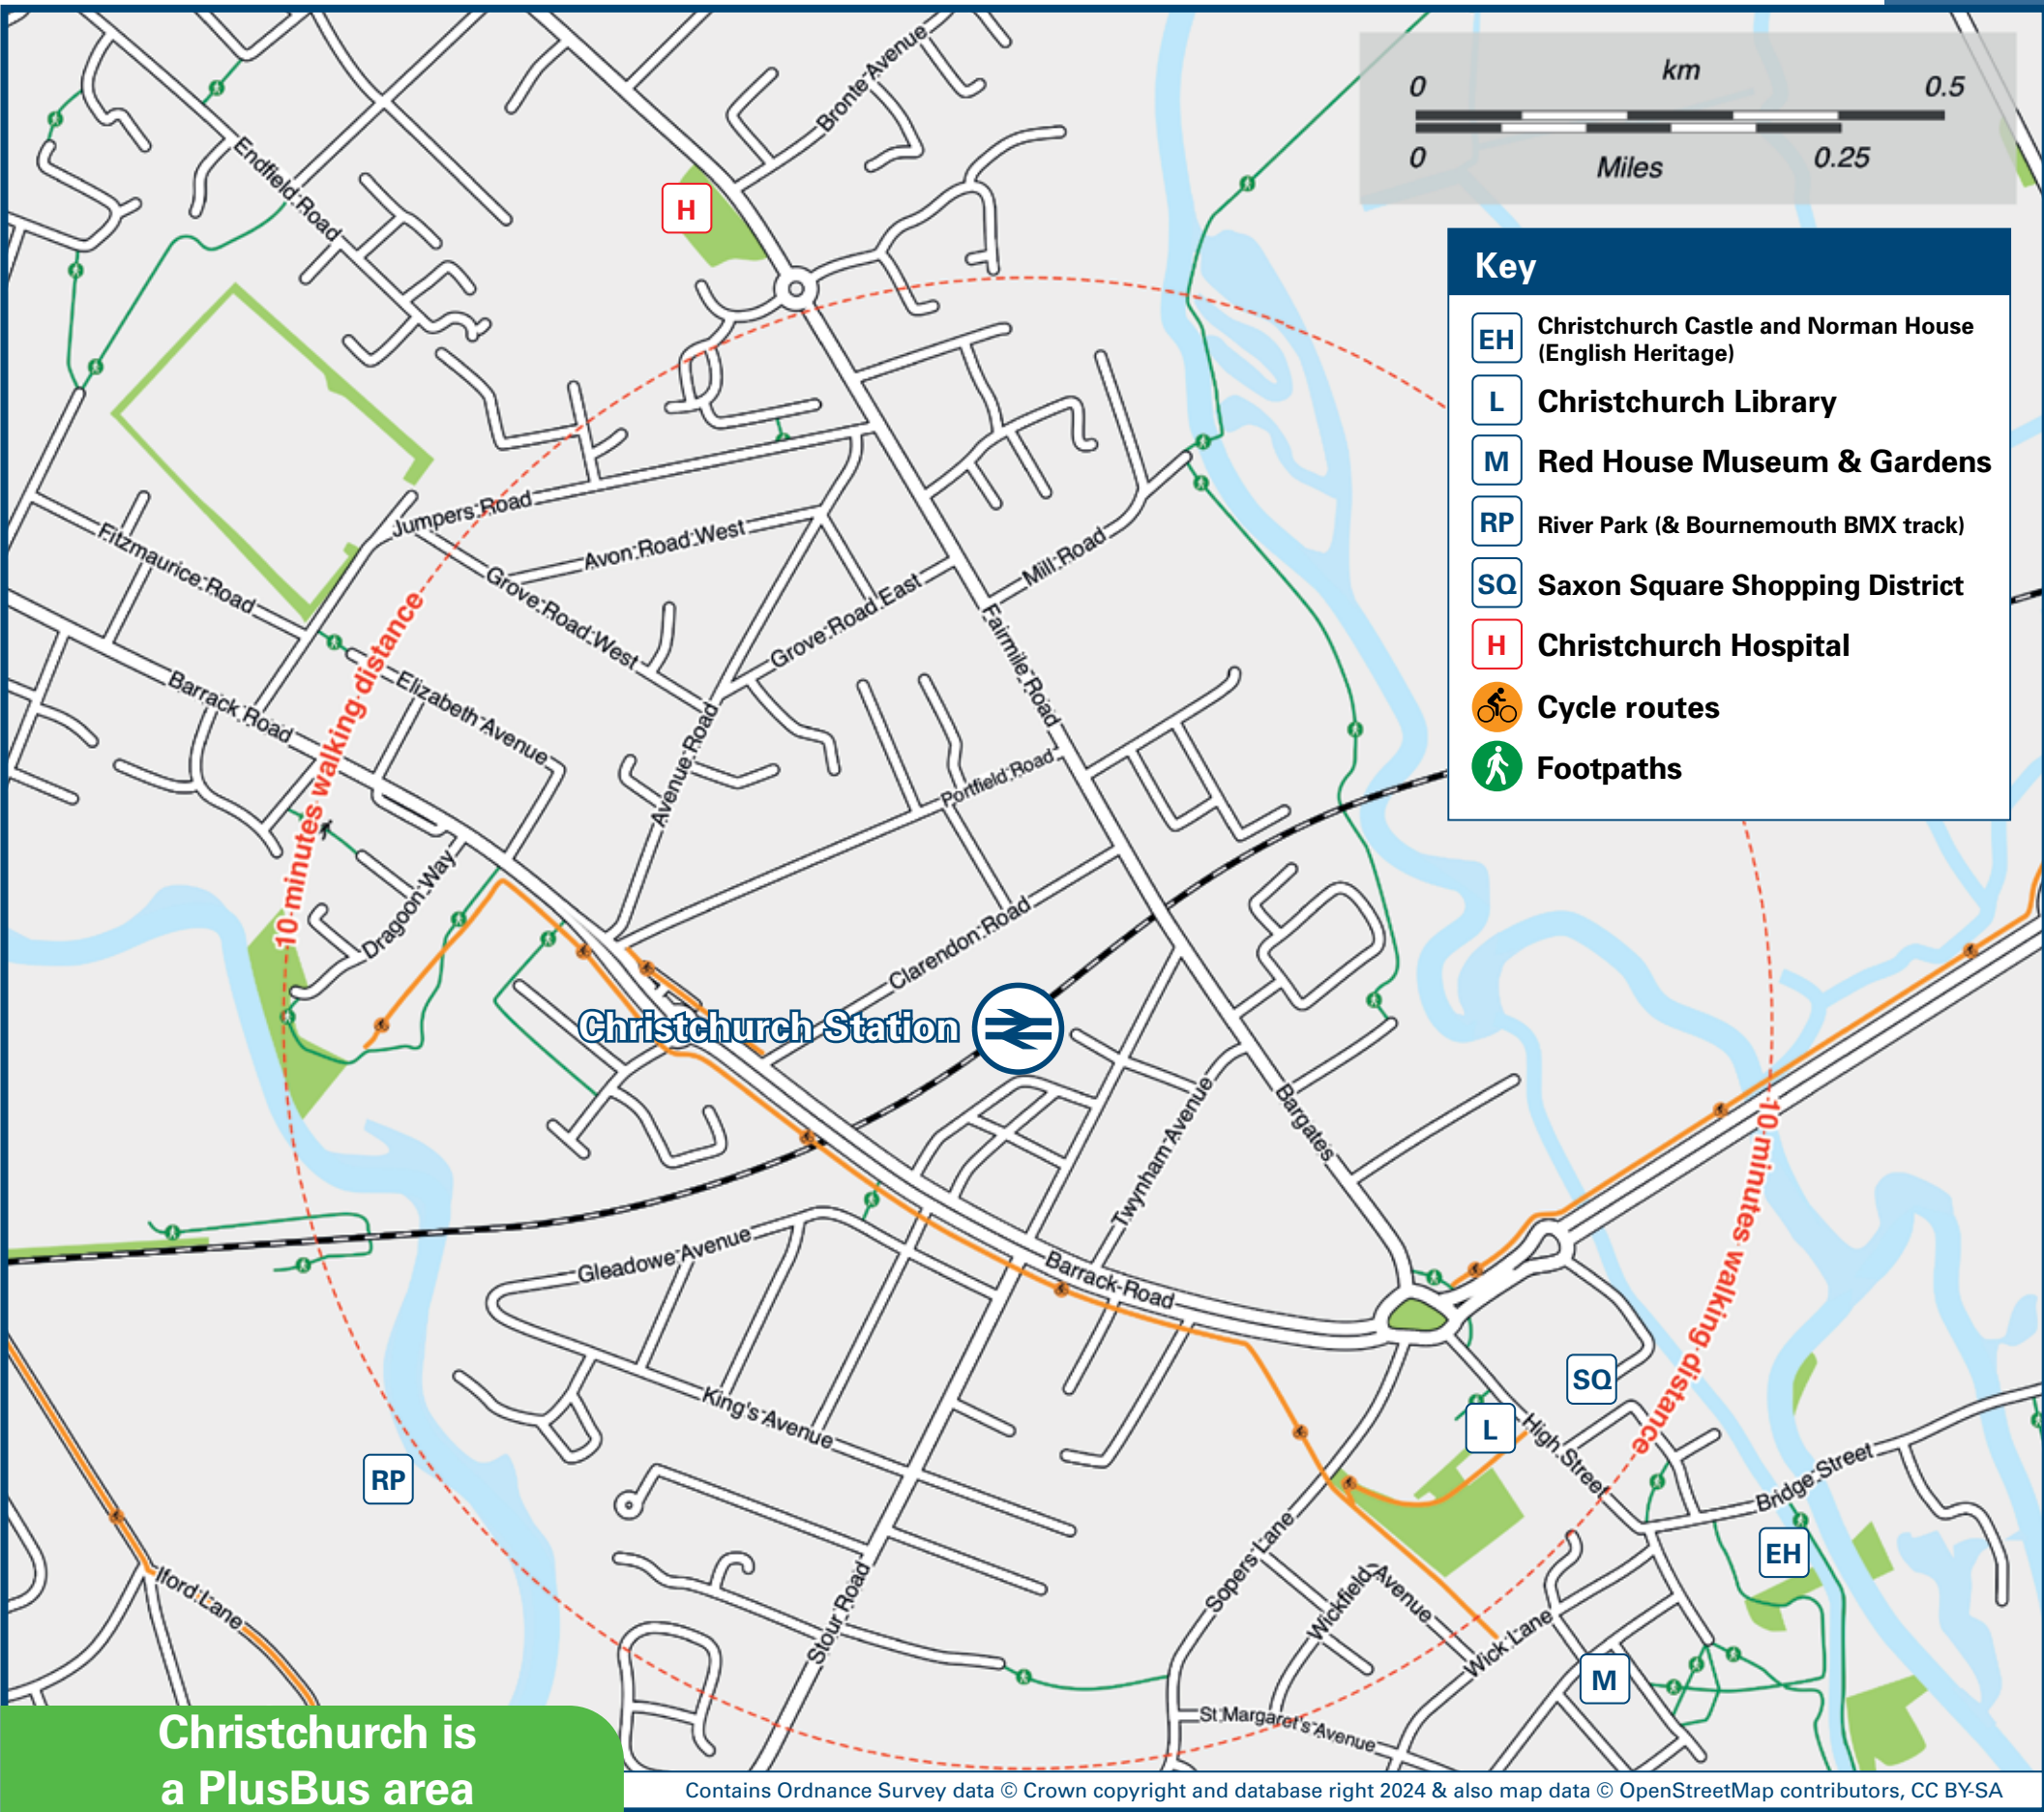 km
0
0.5
0
Miles
0.25
Key
EH
Christchurch Castle and Norman House
(English Heritage)
L
Christchurch Library
M
Red House Museum & Gardens
RP
River Park (& Bournemouth BMX track)
SQ
Saxon Square Shopping District
H
Christchurch Hospital
Cycle routes
Footpaths
Bronte Avenue
Endfield Road
H
Jumpers Road
Fitzmaurice Road
Avon Road West
Grove Road West
Grove Road East
Mill Road
Fairmile Road
Barrack Road
Elizabeth Avenue
Avenue Road
Portfield Road
10 minutes walking distance
Dragoon Way
Clarendon Road
Christchurch Station
Twynham Avenue
Bargates
10 minutes walking distance
Gleadowe Avenue
Barrack Road
King's Avenue
SQ
L
High Street
RP
Bridge Street
EH
Iford Lane
Stour Road
Sopers Lane
Wickfield Avenue
Wick Lane
M
St Margaret's Avenue
Christchurch is
a PlusBus area
Contains Ordnance Survey data © Crown copyright and database right 2024 & also map data © OpenStreetMap contributors, CC BY-SA